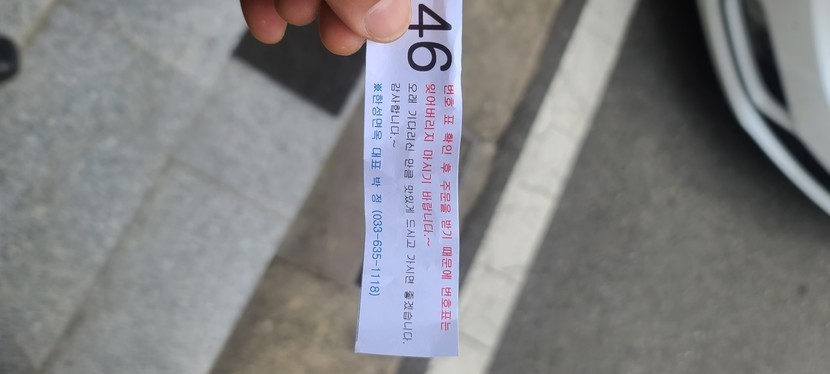 46
번호 표 확인 후 주문을 받기 때문에 번호표는
잊어버리지 마시기 바랍니다.~
오래 기다리신 만큼 맛있게 드시고 가시면 좋겠습니다.
감사합니다.~
※한성면옥 대표 박 정 (033-635-1118)